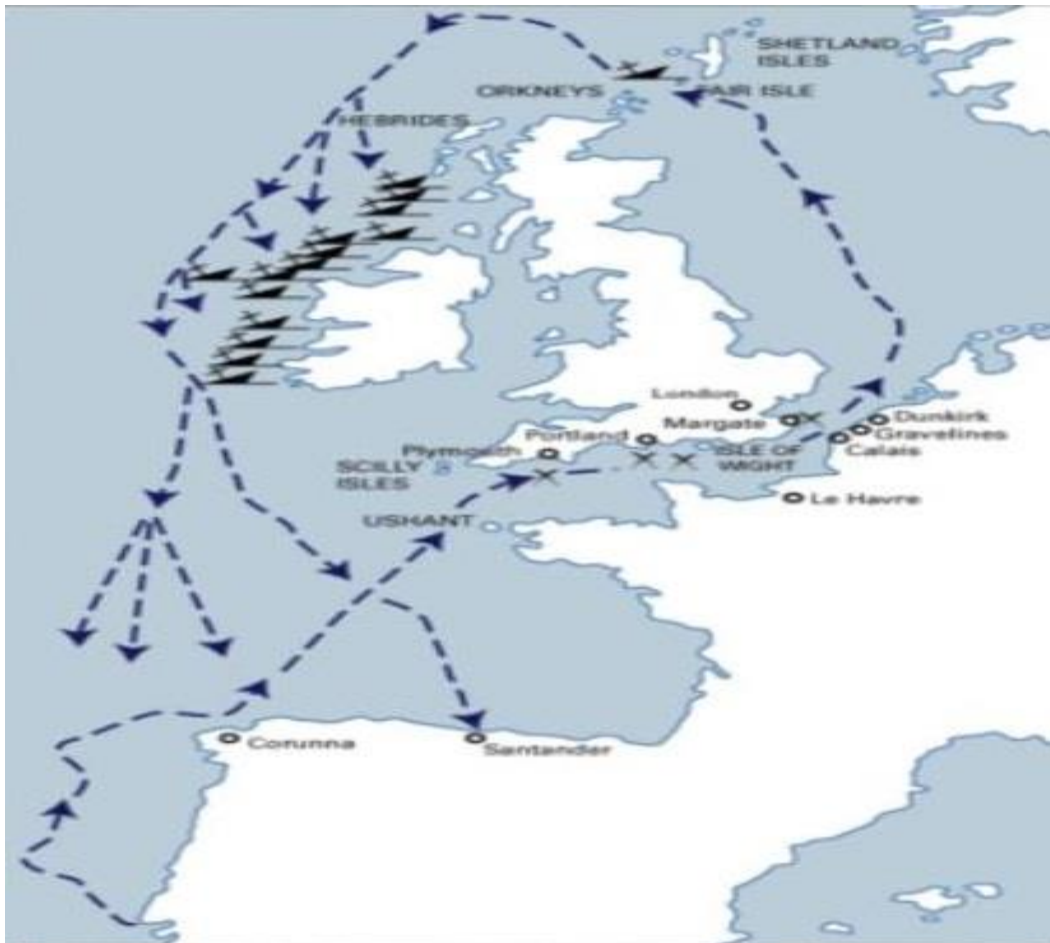 SHETLAND
ISLES
ORKNEYS
FAIR ISLE
HEBRIDES
London
Margate
Dunkirk
Gravelines
Calais
Portland
Plymouth
ISLE OF
WIGHT
SCILLY
ISLES
Le Havre
USHANT
Corunna
Santander